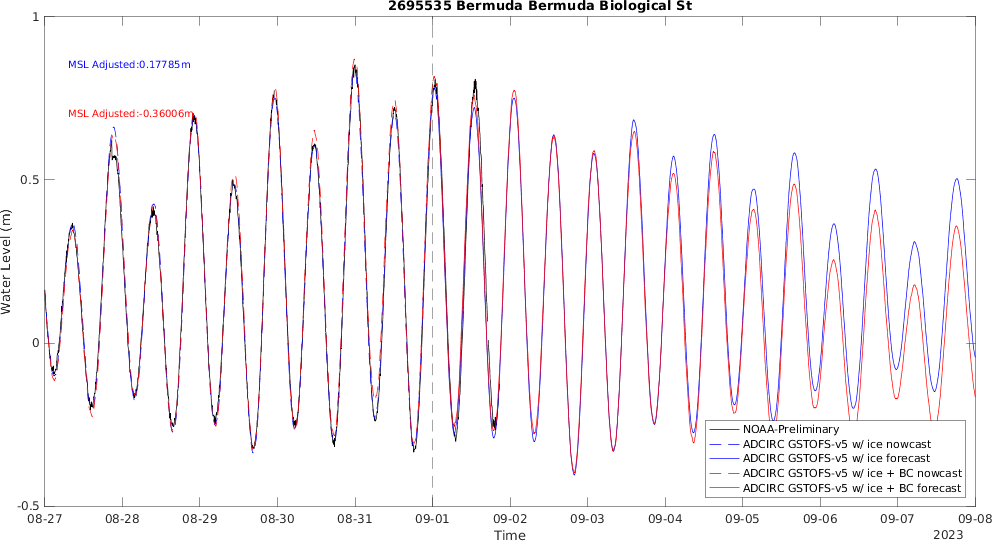 2695535 Bermuda Bermuda Biological St
1
MSL Adjusted:0.17785m
MSL Adjusted:-0.36006m
0.5
Water Level (m)
0
NOAA-Preliminary
ADCIRC GSTOFS-v5 w/ ice nowcast
ADCIRC GSTOFS-v5 w/ ice forecast
ADCIRC GSTOFS-v5 w/ ice + BC nowcast
ADCIRC GSTOFS-v5 w/ ice + BC forecast
-0.5
08-27 08-28 08-29 08-30 08-31 09-01 09-02 09-03 09-04 09-05 09-06 09-07 09-08
Time
2023